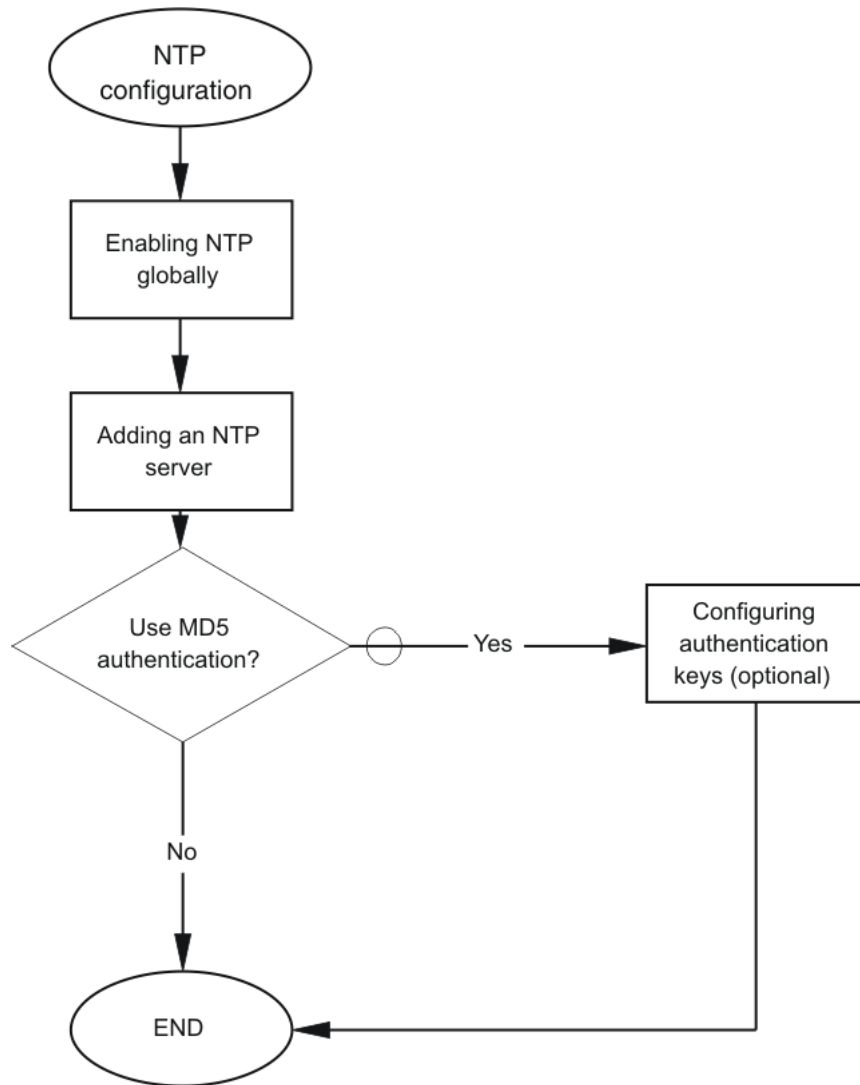 NTP
configuration
Enabling NTP
globally
Adding an NTP
server
Use MD5
authentication?
Yes
Configuring
authentication
keys (optional)
No
END